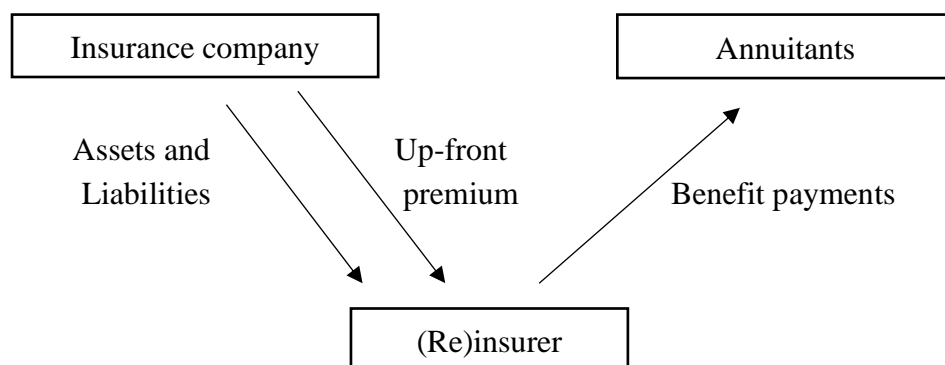 Insurance company
Annuitants
Assets and
Liabilities
Up-front
premium
Benefit payments
(Re)insurer